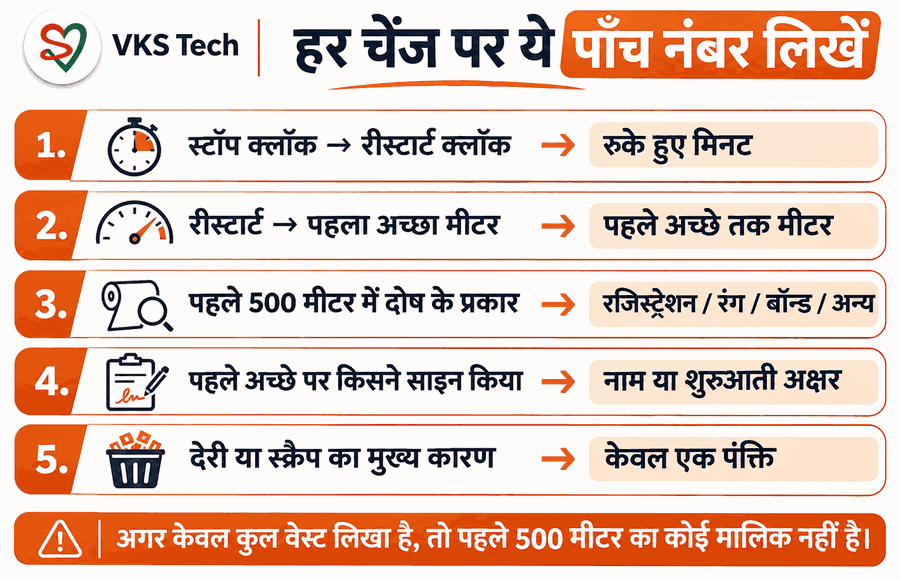 VKS Tech
हर चेंज पर ये पाँच नंबर लिखें
1. स्टॉप क्लॉक → रीस्टार्ट क्लॉक → रुके हुए मिनट
2. रीस्टार्ट → पहला अच्छा मीटर → पहले अच्छे तक मीटर
3. पहले 500 मीटर में दोष के प्रकार → रजिस्ट्रेशन / रंग / बॉन्ड / अन्य
4. पहले अच्छे पर किसने साइन किया → नाम या शुरुआती अक्षर
5. देरी या स्क्रैप का मुख्य कारण → केवल एक पंक्ति
अगर केवल कुल वेस्ट लिखा है, तो पहले 500 मीटर का कोई मालिक नहीं है।